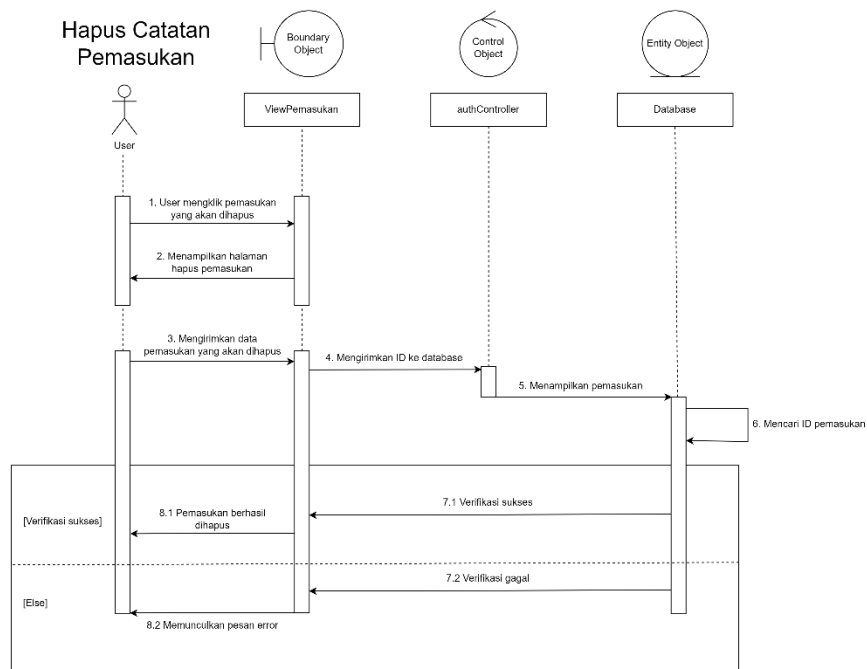 Hapus Catatan
Pemasukan
Boundary
Object
Control
Object
Entity Object
ViewPemasukan
authController
Database
User
1. User mengklik pemasukan
yang akan dihapus
2. Menampilkan halaman
hapus pemasukan
3. Mengirimkan data
pemasukan yang akan dihapus
4. Mengirimkan ID ke database
5. Menampilkan pemasukan
6. Mencari ID pemasukan
7.1 Verifikasi sukses
[Verifikasi sukses]
8.1 Pemasukan berhasil
dihapus
7.2 Verifikasi gagal
[Else]
8.2 Memunculkan pesan error